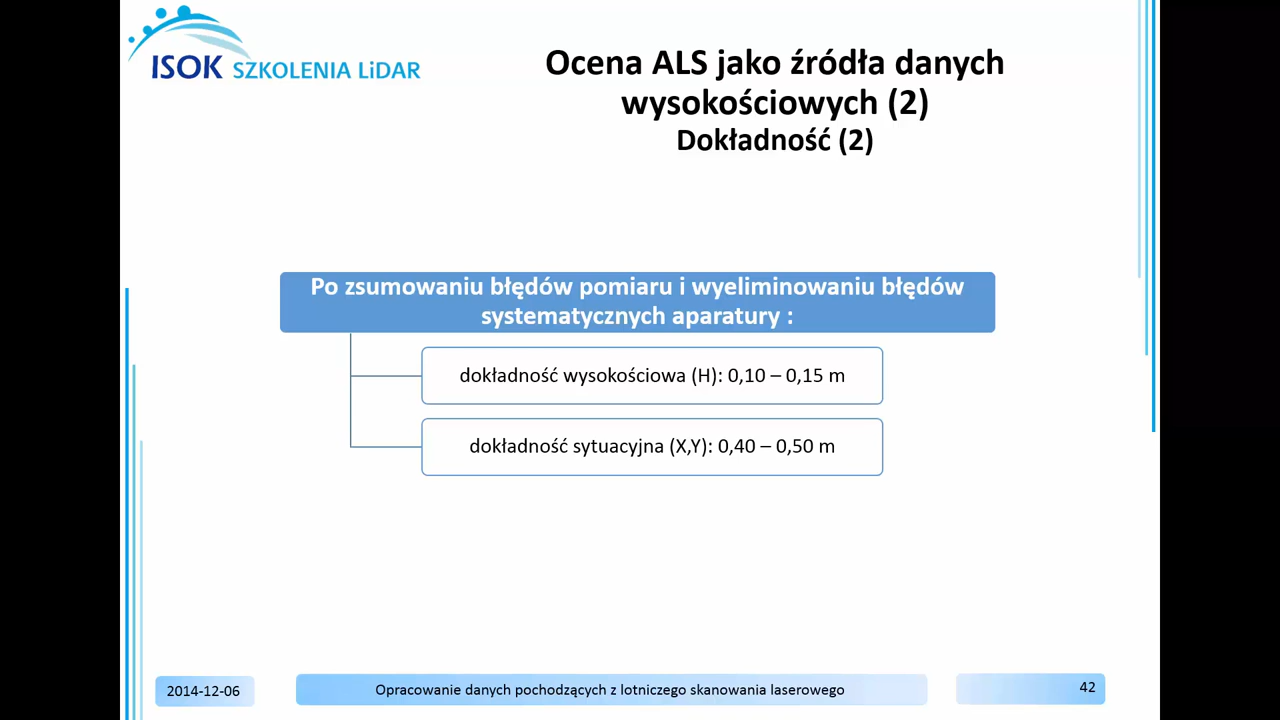 ISOK SZKOLENIA LiDAR
Ocena ALS jako źródła danych
wysokościowych (2)
Dokładność (2)
Po zsumowaniu błędów pomiaru i wyeliminowaniu błędów
systematycznych aparatury :
dokładność wysokościowa (H): 0,10 – 0,15 m
dokładność sytuacyjna (X,Y): 0,40 – 0,50 m
2014-12-06
Opracowanie danych pochodzących z lotniczego skanowania laserowego
42